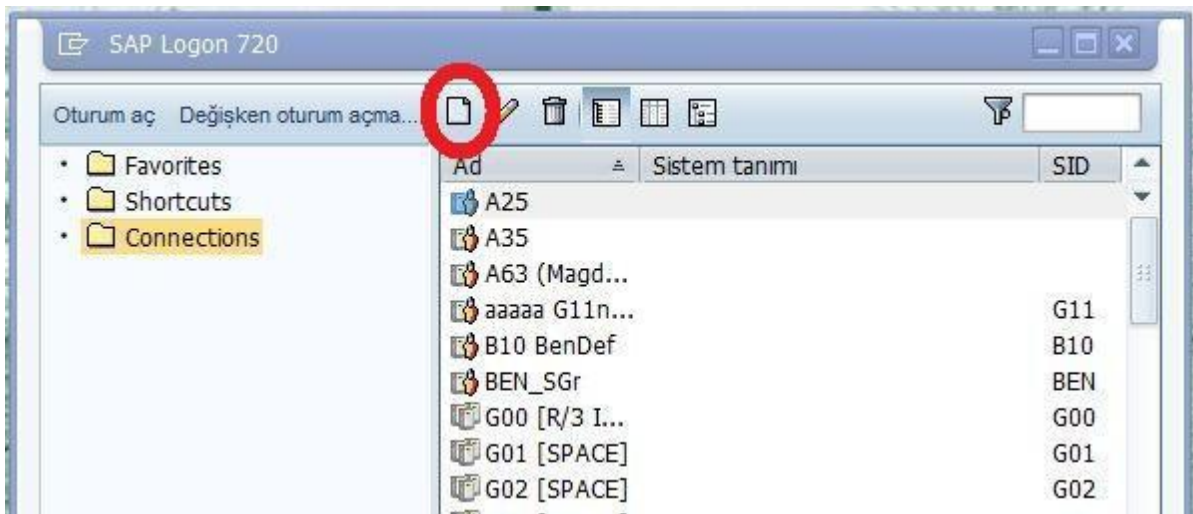 SAP Logon 720
Oturum aç Değişken oturum açma...
Favorites
Shortcuts
Connections
Ad Sistem tanımı SID
A25
A35
A63 (Magd...
aaaaa G11n... G11
B10 BenDef B10
BEN_SGr BEN
G00 [R/3 I... G00
G01 [SPACE] G01
G02 [SPACE] G02